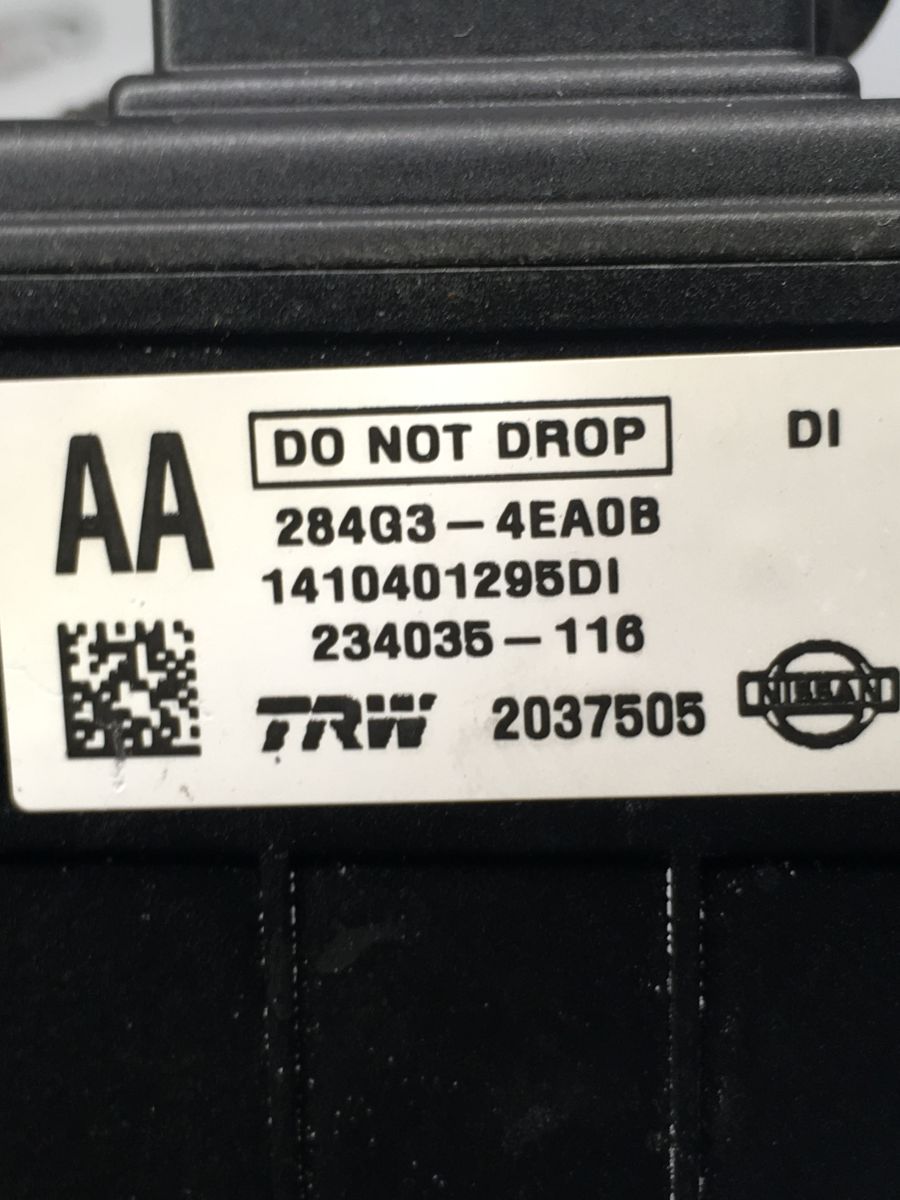 AA
DO NOT DROP
DI
284G3-4EA0B
1410401295DI
234035-116
TRW 2037505
NISSAN